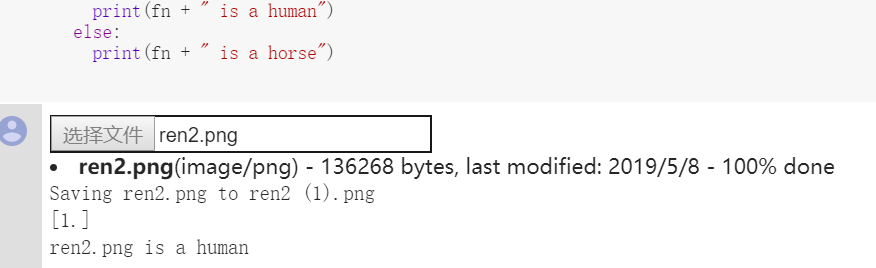 print(fn + " is a human")
else:
print(fn + " is a horse")
选择文件 ren2.png
• ren2.png(image/png) - 136268 bytes, last modified: 2019/5/8 - 100% done
Saving ren2.png to ren2 (1).png
[1.]
ren2.png is a human